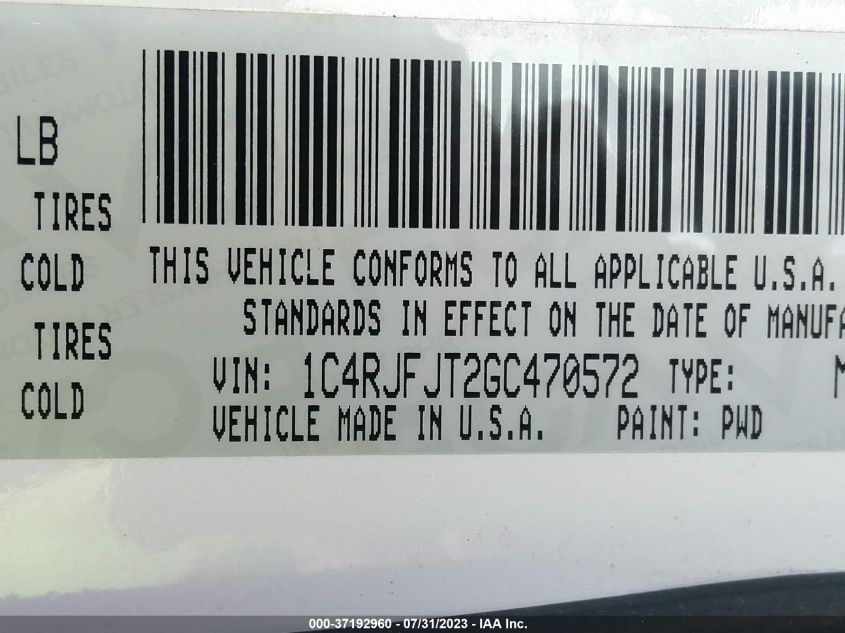 LB
TIRES
COLD
TIRES
COLD
THIS VEHICLE CONFORMS TO ALL APPLICABLE U.S.A.
STANDARDS IN EFFECT ON THE DATE OF MANUFA
VIN: 1C4RJFJT2GC470572 TYPE: M
VEHICLE MADE IN U.S.A. PAINT: PWD
000-37192960 - 07/31/2023 - IAA Inc.